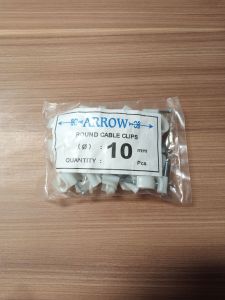 ARROW
ROUND CABLE CLIPS
(Ø) : 10 mm
QUANTITY : Pcs